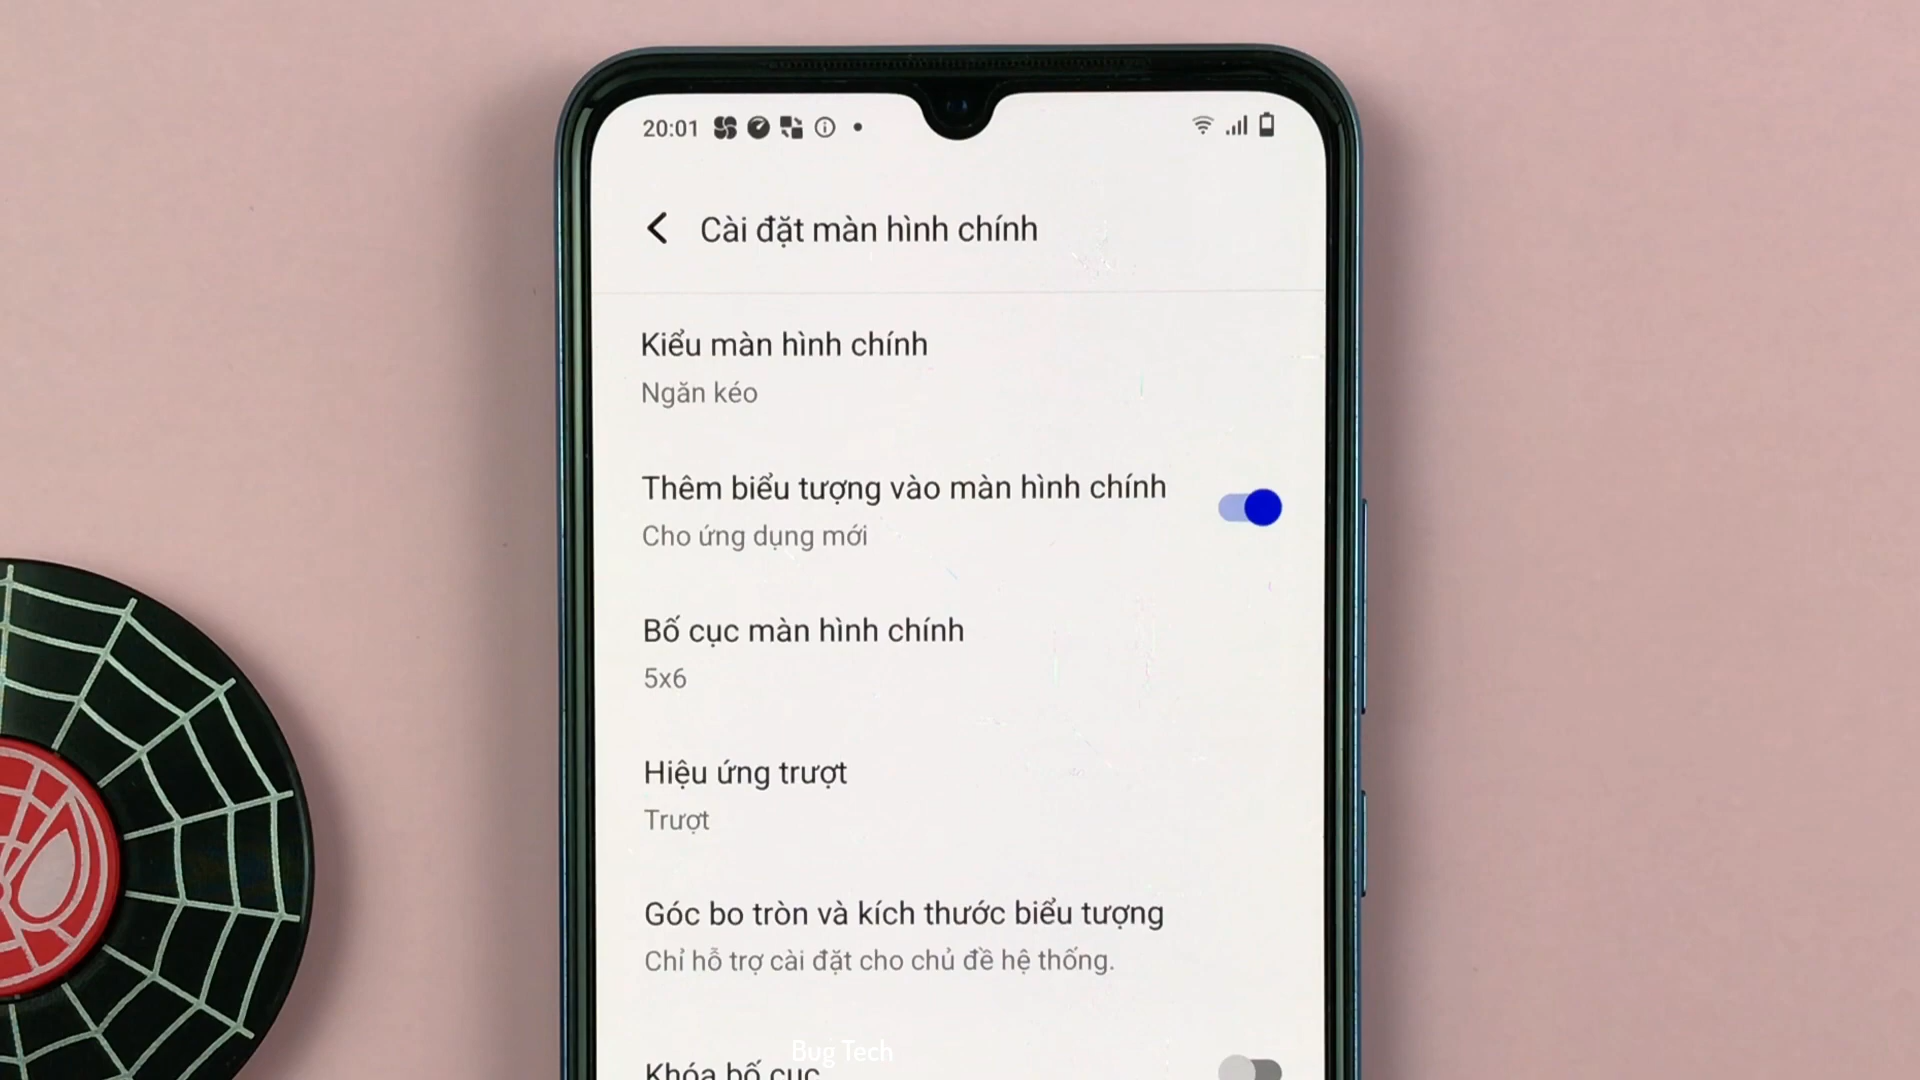 20:01
Cài đặt màn hình chính
Kiểu màn hình chính
Ngăn kéo
Thêm biểu tượng vào màn hình chính
Cho ứng dụng mới
Bố cục màn hình chính
5x6
Hiệu ứng trượt
Trượt
Góc bo tròn và kích thước biểu tượng
Chỉ hỗ trợ cài đặt cho chủ đề hệ thống.
Khóa bố cục
Bug Tech